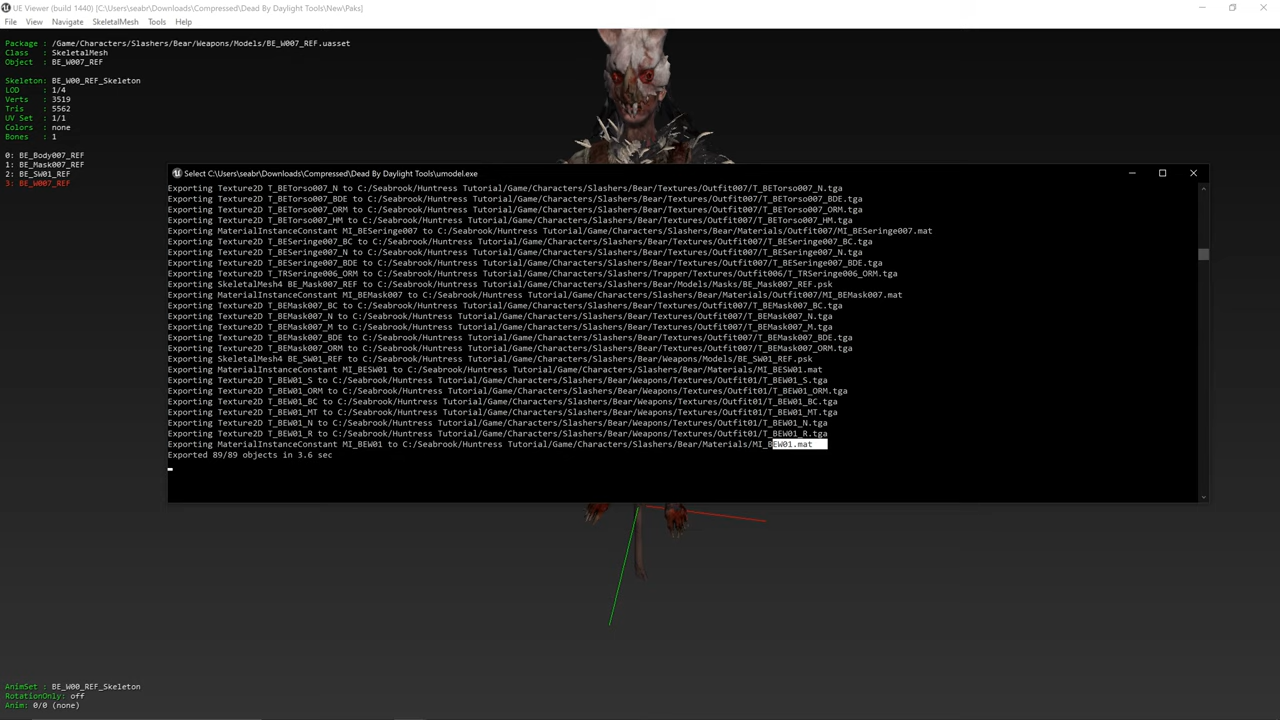 UE Viewer (build 1440) [C:\Users\seabr\Downloads\Compressed\Dead By Daylight Tools\New\Paks]
File View Navigate SkeletalMesh Tools Help
Package : /Game/Characters/Slashers/Bear/Weapons/Models/BE_W007_REF.uasset
Class : SkeletalMesh
Object : BE_W007_REF
Skeleton: BE_W00_REF_Skeleton
LOD : 1/4
Verts : 3519
Tris : 5562
UV Set : 1/1
Colors : none
Bones : 1
0: BE_Body007_REF
1: BE_Mask007_REF
2: BE_SW01_REF
3: BE_W007_REF
Select C:\Users\seabr\Downloads\Compressed\Dead By Daylight Tools\umodel.exe
Exporting Texture2D T_BETorso007_N to C:/Seabrook/Huntress Tutorial/Game/Characters/Slashers/Bear/Textures/Outfit007/T_BETorso007_N.tga
Exporting Texture2D T_BETorso007_BDE to C:/Seabrook/Huntress Tutorial/Game/Characters/Slashers/Bear/Textures/Outfit007/T_BETorso007_BDE.tga
Exporting Texture2D T_BETorso007_ORM to C:/Seabrook/Huntress Tutorial/Game/Characters/Slashers/Bear/Textures/Outfit007/T_BETorso007_ORM.tga
Exporting Texture2D T_BETorso007_HM to C:/Seabrook/Huntress Tutorial/Game/Characters/Slashers/Bear/Textures/Outfit007/T_BETorso007_HM.tga
Exporting MaterialInstanceConstant MI_BESeringe007 to C:/Seabrook/Huntress Tutorial/Game/Characters/Slashers/Bear/Materials/Outfit007/MI_BESeringe007.mat
Exporting Texture2D T_BESeringe007_BC to C:/Seabrook/Huntress Tutorial/Game/Characters/Slashers/Bear/Textures/Outfit007/T_BESeringe007_BC.tga
Exporting Texture2D T_BESeringe007_N to C:/Seabrook/Huntress Tutorial/Game/Characters/Slashers/Bear/Textures/Outfit007/T_BESeringe007_N.tga
Exporting Texture2D T_BESeringe007_BDE to C:/Seabrook/Huntress Tutorial/Game/Characters/Slashers/Bear/Textures/Outfit007/T_BESeringe007_BDE.tga
Exporting Texture2D T_TRSeringe006_ORM to C:/Seabrook/Huntress Tutorial/Game/Characters/Slashers/Trapper/Textures/Outfit006/T_TRSeringe006_ORM.tga
Exporting SkeletalMesh4 BE_Mask007_REF to C:/Seabrook/Huntress Tutorial/Game/Characters/Slashers/Bear/Models/Masks/BE_Mask007_REF.psk
Exporting MaterialInstanceConstant MI_BEMask007 to C:/Seabrook/Huntress Tutorial/Game/Characters/Slashers/Bear/Materials/Outfit007/MI_BEMask007.mat
Exporting Texture2D T_BEMask007_BC to C:/Seabrook/Huntress Tutorial/Game/Characters/Slashers/Bear/Textures/Outfit007/T_BEMask007_BC.tga
Exporting Texture2D T_BEMask007_N to C:/Seabrook/Huntress Tutorial/Game/Characters/Slashers/Bear/Textures/Outfit007/T_BEMask007_N.tga
Exporting Texture2D T_BEMask007_M to C:/Seabrook/Huntress Tutorial/Game/Characters/Slashers/Bear/Textures/Outfit007/T_BEMask007_M.tga
Exporting Texture2D T_BEMask007_BDE to C:/Seabrook/Huntress Tutorial/Game/Characters/Slashers/Bear/Textures/Outfit007/T_BEMask007_BDE.tga
Exporting Texture2D T_BEMask007_ORM to C:/Seabrook/Huntress Tutorial/Game/Characters/Slashers/Bear/Textures/Outfit007/T_BEMask007_ORM.tga
Exporting SkeletalMesh4 BE_SW01_REF to C:/Seabrook/Huntress Tutorial/Game/Characters/Slashers/Bear/Weapons/Models/BE_SW01_REF.psk
Exporting MaterialInstanceConstant MI_BESW01 to C:/Seabrook/Huntress Tutorial/Game/Characters/Slashers/Bear/Materials/MI_BESW01.mat
Exporting Texture2D T_BEW01_S to C:/Seabrook/Huntress Tutorial/Game/Characters/Slashers/Bear/Weapons/Textures/Outfit01/T_BEW01_S.tga
Exporting Texture2D T_BEW01_ORM to C:/Seabrook/Huntress Tutorial/Game/Characters/Slashers/Bear/Weapons/Textures/Outfit01/T_BEW01_ORM.tga
Exporting Texture2D T_BEW01_BC to C:/Seabrook/Huntress Tutorial/Game/Characters/Slashers/Bear/Weapons/Textures/Outfit01/T_BEW01_BC.tga
Exporting Texture2D T_BEW01_MT to C:/Seabrook/Huntress Tutorial/Game/Characters/Slashers/Bear/Weapons/Textures/Outfit01/T_BEW01_MT.tga
Exporting Texture2D T_BEW01_N to C:/Seabrook/Huntress Tutorial/Game/Characters/Slashers/Bear/Weapons/Textures/Outfit01/T_BEW01_N.tga
Exporting Texture2D T_BEW01_R to C:/Seabrook/Huntress Tutorial/Game/Characters/Slashers/Bear/Weapons/Textures/Outfit01/T_BEW01_R.tga
Exporting MaterialInstanceConstant MI_BEW01 to C:/Seabrook/Huntress Tutorial/Game/Characters/Slashers/Bear/Materials/MI_BEW01.mat
Exported 89/89 objects in 3.6 sec
AnimSet : BE_W00_REF_Skeleton
RotationOnly: off
Anim: 0/0 (none)